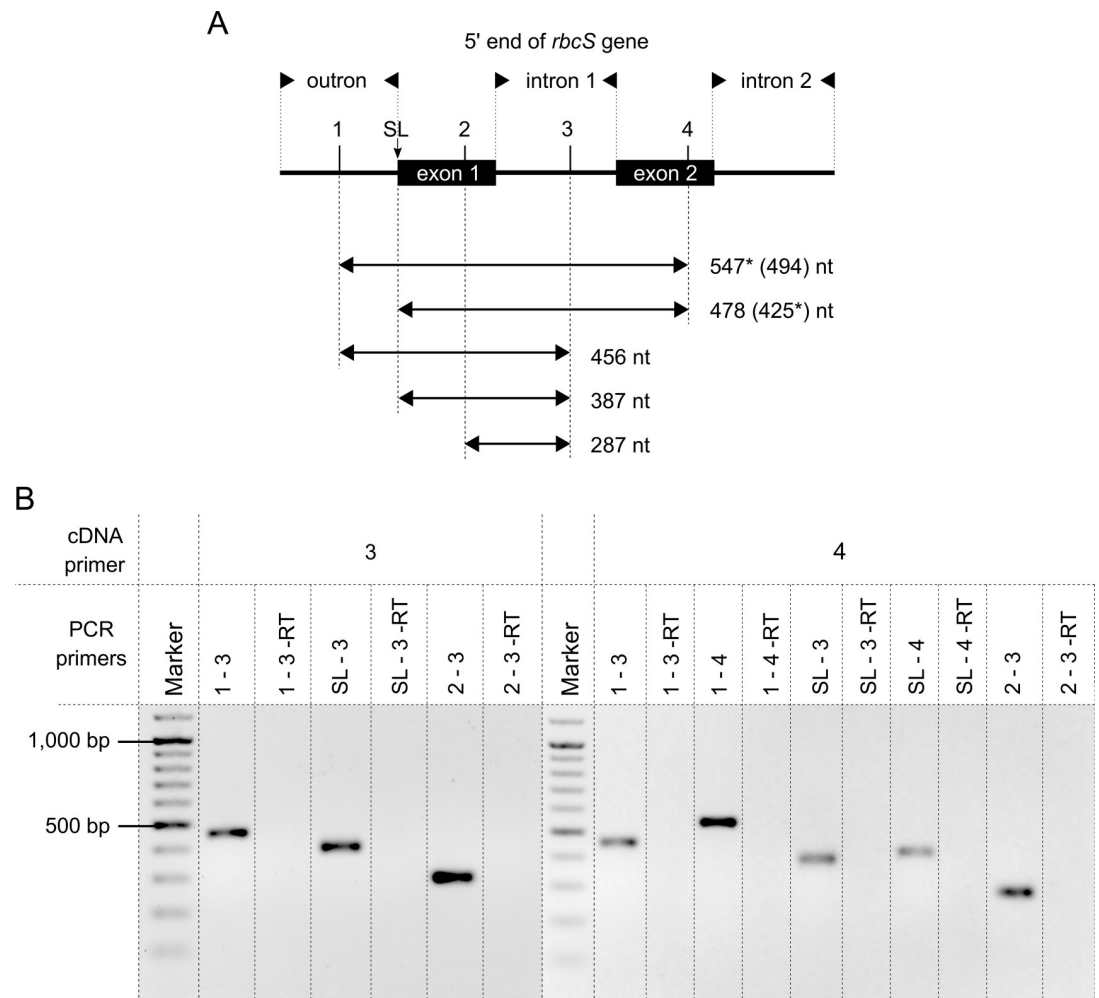 A
5' end of rbcS gene
outron intron 1 intron 2
1 SL 2 3 4
exon 1 exon 2
547* (494) nt
478 (425*) nt
456 nt
387 nt
287 nt
B
cDNA
primer
3 4
PCR
primers
Marker
1 - 3
1 - 3 -RT
SL - 3
SL - 3 -RT
2 - 3
2 - 3 -RT
Marker
1 - 3
1 - 3 -RT
1 - 4
1 - 4 -RT
SL - 3
SL - 3 -RT
SL - 4
SL - 4 -RT
2 - 3
2 - 3 -RT
1,000 bp
500 bp